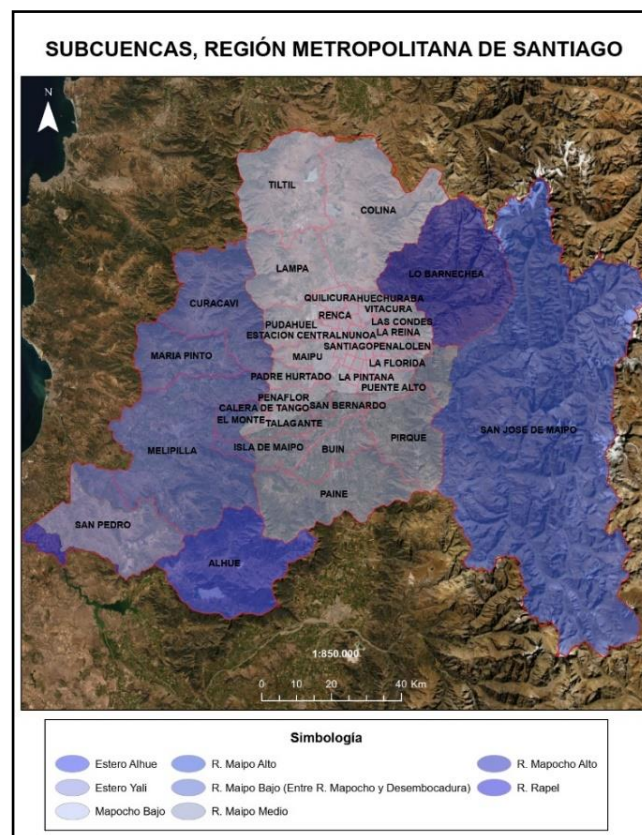 SUBCUENCAS, REGIÓN METROPOLITANA DE SANTIAGO
N
TILTIL
COLINA
LO BARNECHEA
LAMPA
CURACAVI
QUILICURA
HUECHURABA
VITACURA
RENCA
LAS CONDES
PUDAHUEL
LA REINA
ESTACION CENTRAL
NUNOA
SANTIAGO
PENALOLEN
MARIA PINTO
MAIPU
LA FLORIDA
PADRE HURTADO
LA PINTANA
PUENTE ALTO
PENAFLOR
CALERA DE TANGO
SAN BERNARDO
EL MONTE
TALAGANTE
PIRQUE
SAN JOSE DE MAIPO
MELIPILLA
ISLA DE MAIPO
BUIN
PAINE
SAN PEDRO
ALHUE
1:850.000
0 10 20 40 Km
Simbología
Estero Alhue
R. Maipo Alto
R. Mapocho Alto
Estero Yali
R. Maipo Bajo (Entre R. Mapocho y Desembocadura)
R. Rapel
Mapocho Bajo
R. Maipo Medio